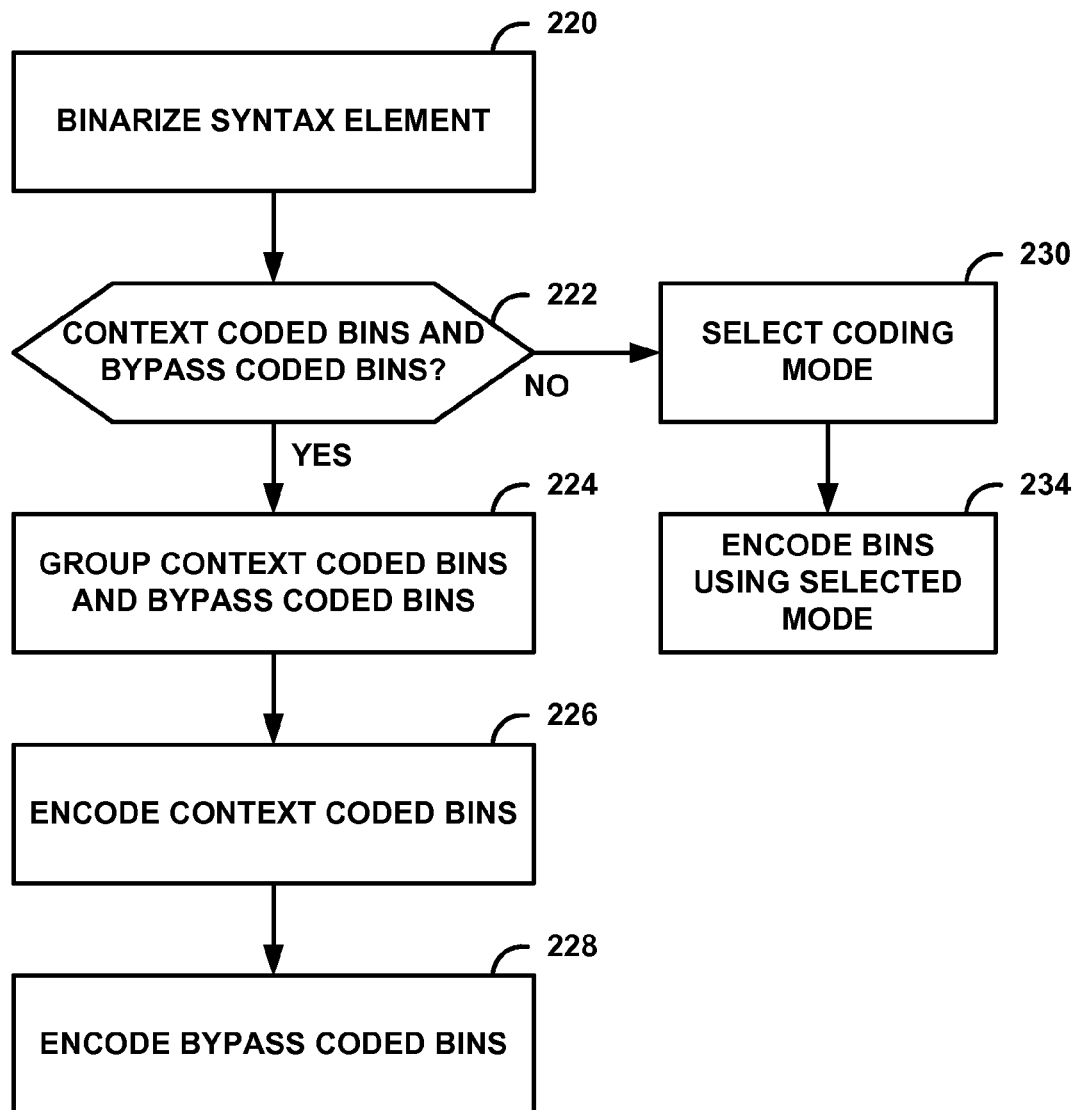 220
BINARIZE SYNTAX ELEMENT
222
CONTEXT CODED BINS AND
BYPASS CODED BINS?
NO
YES
230
SELECT CODING
MODE
224
GROUP CONTEXT CODED BINS
AND BYPASS CODED BINS
234
ENCODE BINS
USING SELECTED
MODE
226
ENCODE CONTEXT CODED BINS
228
ENCODE BYPASS CODED BINS